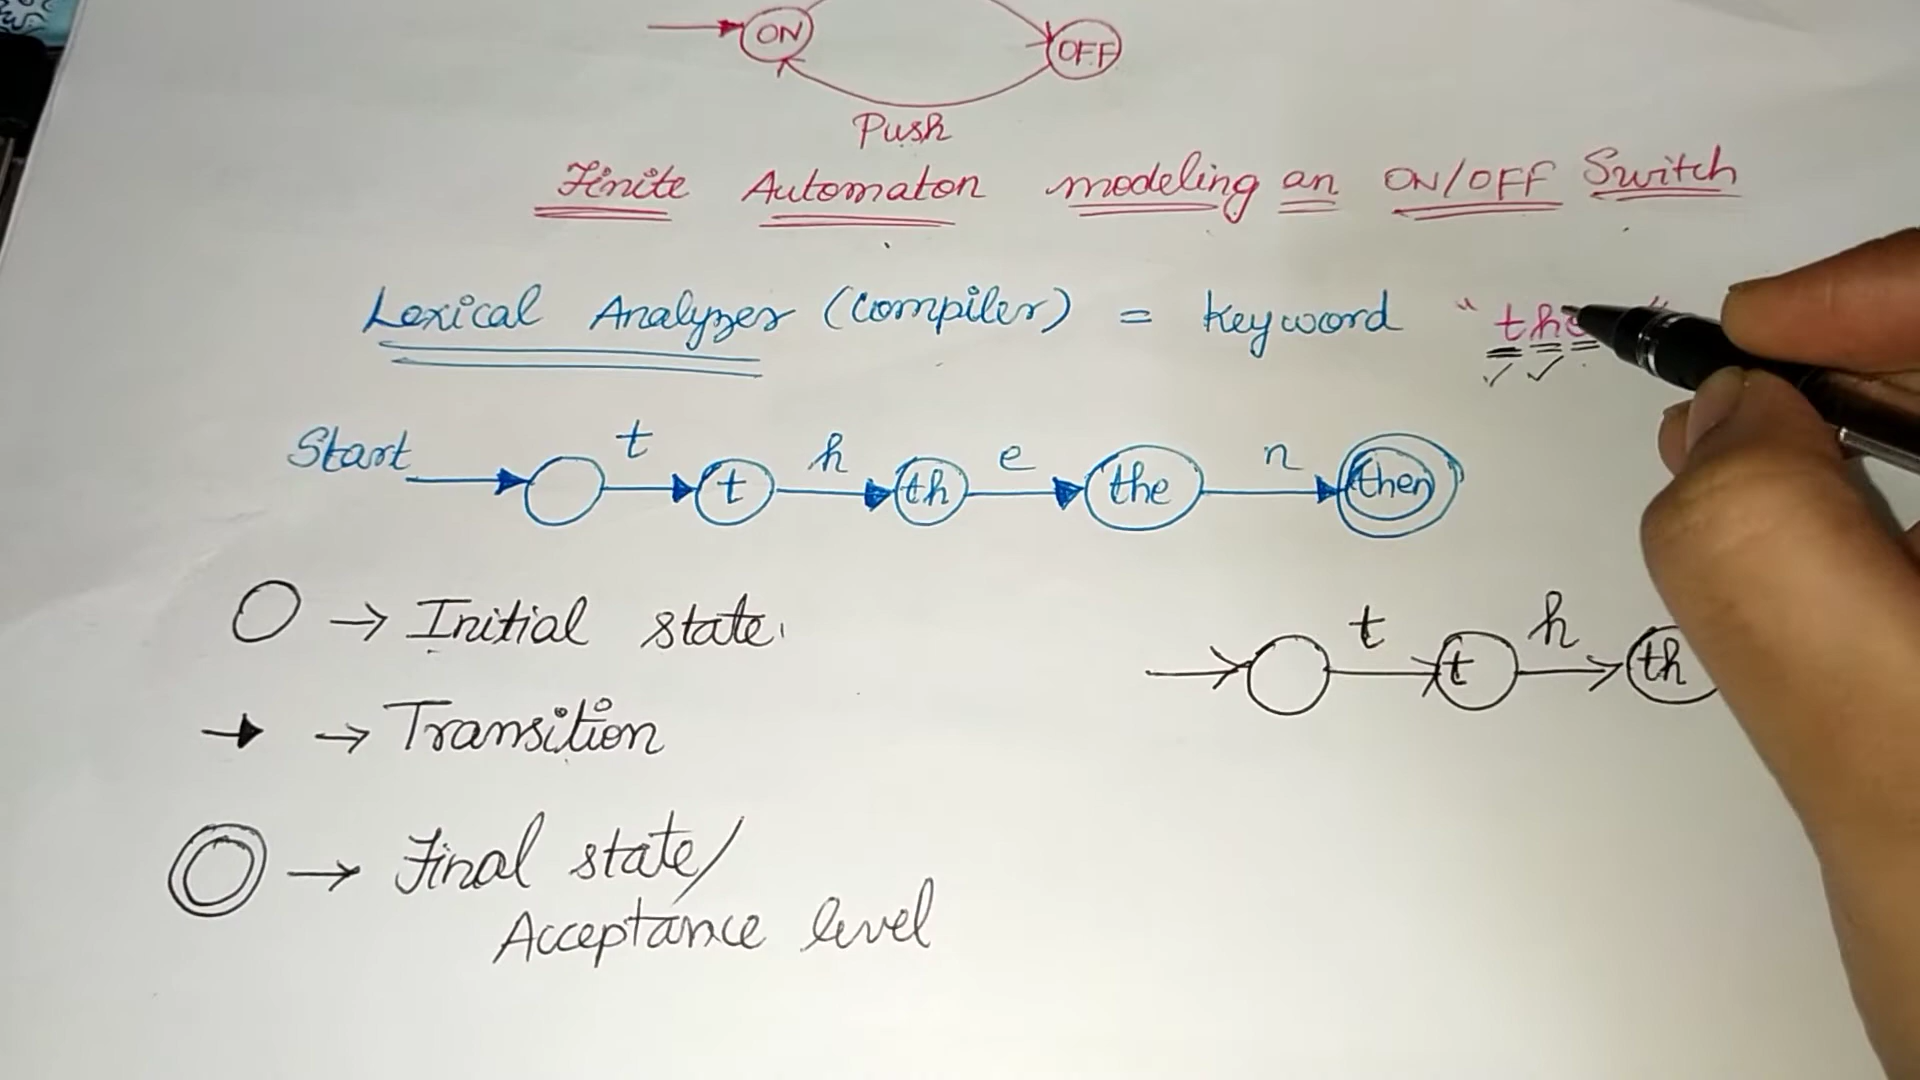 ON OFF
Push
Finite Automaton modeling an ON/OFF Switch
Lexical Analyzer (Compiler) = Keyword "the "
Start t h e n
t th the then
→ Initial state.
→ Transition
→ Final state/
Acceptance level
t h
t th